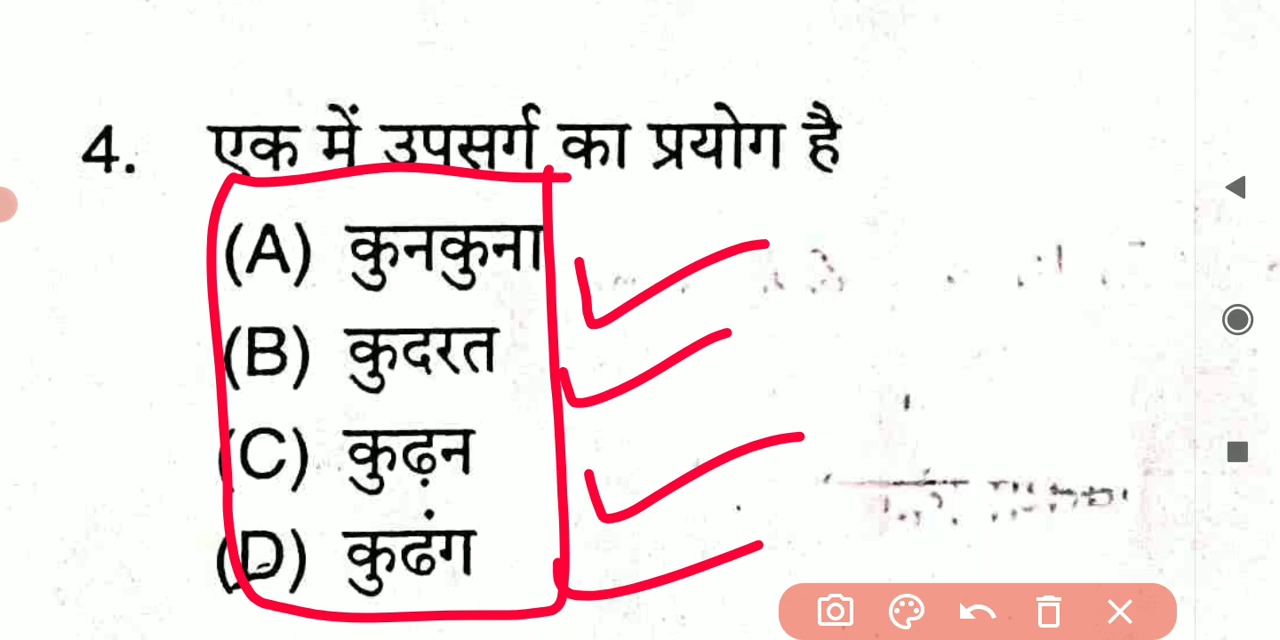 4. एक में उपसर्ग का प्रयोग है
(A) कुनकुना
(B) कुदरत
(C) कुढ़न
(D) कुढंग